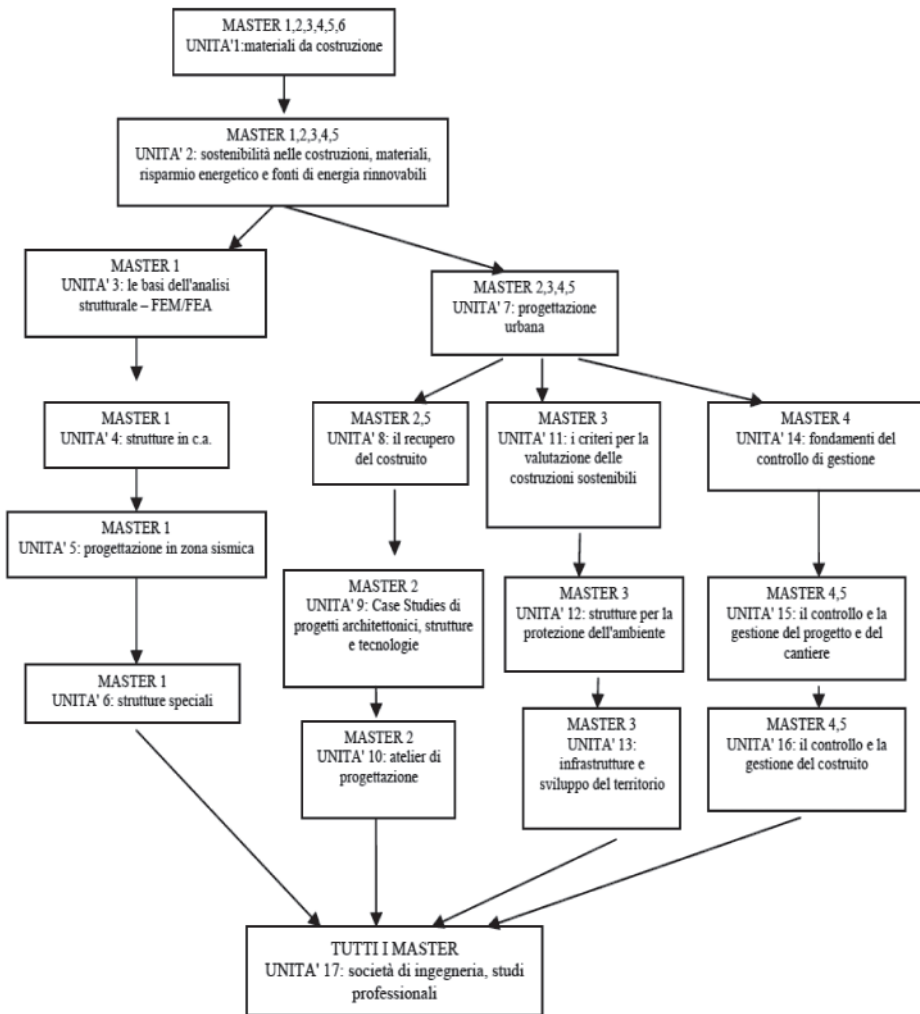 MASTER 1,2,3,4,5,6
UNITA'1:materiali da costruzione
MASTER 1,2,3,4,5
UNITA' 2: sostenibilità nelle costruzioni, materiali,
risparmio energetico e fonti di energia rinnovabili
MASTER 1
UNITA' 3: le basi dell'analisi
strutturale – FEM/FEA
MASTER 2,3,4,5
UNITA' 7: progettazione
urbana
MASTER 1
UNITA' 4: strutture in c.a.
MASTER 2,5
UNITA' 8: il recupero
del costruito
MASTER 3
UNITA' 11: i criteri per la
valutazione delle
costruzioni sostenibili
MASTER 4
UNITA' 14: fondamenti del
controllo di gestione
MASTER 1
UNITA' 5: progettazione in zona sismica
MASTER 2
UNITA' 9: Case Studies di
progetti architettonici, strutture
e tecnologie
MASTER 3
UNITA' 12: strutture per la
protezione dell'ambiente
MASTER 4,5
UNITA' 15: il controllo e la
gestione del progetto e del
cantiere
MASTER 1
UNITA' 6: strutture speciali
MASTER 2
UNITA' 10: atelier di
progettazione
MASTER 3
UNITA' 13:
infrastrutture e
sviluppo del territorio
MASTER 4,5
UNITA' 16: il controllo e la
gestione del costruito
TUTTI I MASTER
UNITA' 17: società di ingegneria, studi
professionali